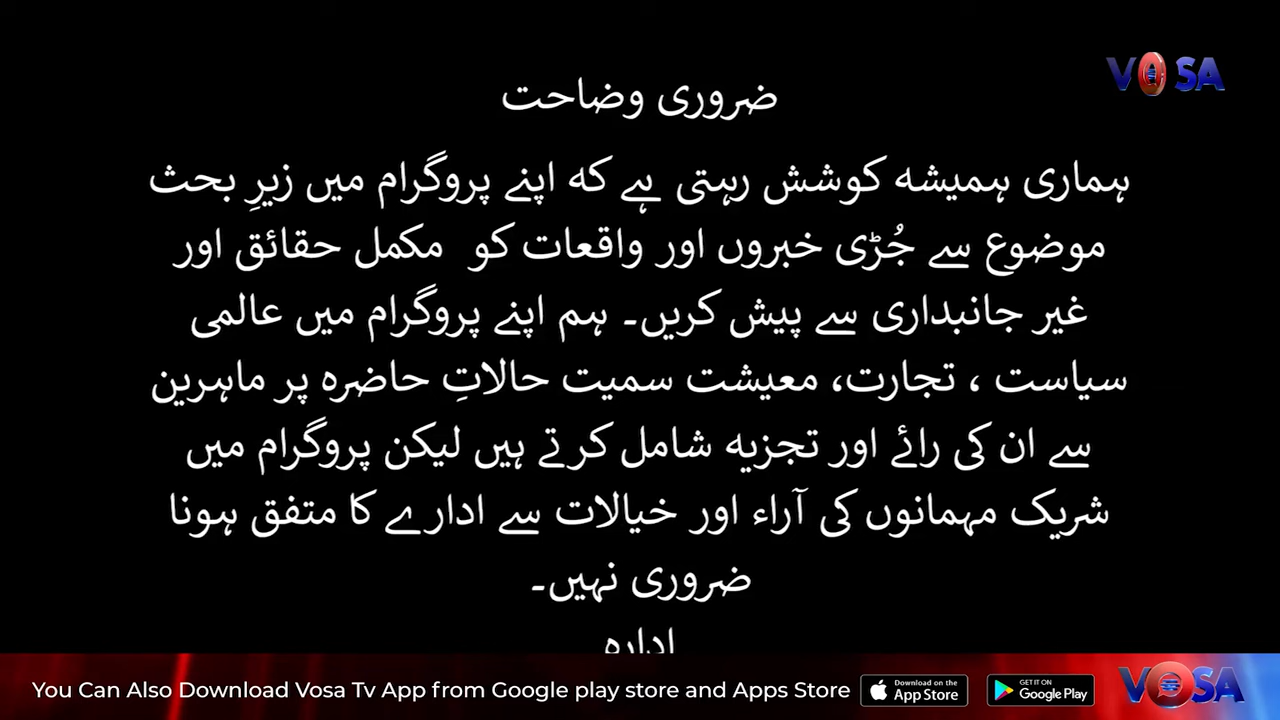 VOSA
ضروری وضاحت
ہماری ہمیشہ کوشش رہتی ہے کہ اپنے پروگرام میں زیرِ بحث
موضوع سے جُڑی خبروں اور واقعات کو مکمل حقائق اور
غیر جانبداری سے پیش کریں۔ ہم اپنے پروگرام میں عالمی
سیاست ، تجارت، معیشت سمیت حالاتِ حاضرہ پر ماہرین
سے ان کی رائے اور تجزیہ شامل کرتے ہیں لیکن پروگرام میں
شریک مہمانوں کی آراء اور خیالات سے ادارے کا متفق ہونا
ضروری نہیں۔
ادارہ
You Can Also Download Vosa Tv App from Google play store and Apps Store
Download on the
App Store
GET IT ON
Google Play
VOSA